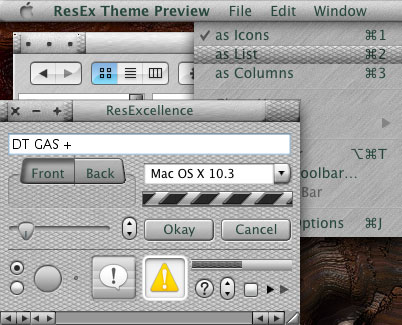 ResEx Theme Preview File Edit Window
as Icons ⌘1
as List ⌘2
as Columns ⌘3
ResExcellence
DT GAS +
⌥⌘T
Front Back
Mac OS X 10.3
oolbar…
Bar
Okay Cancel
ptions ⌘J